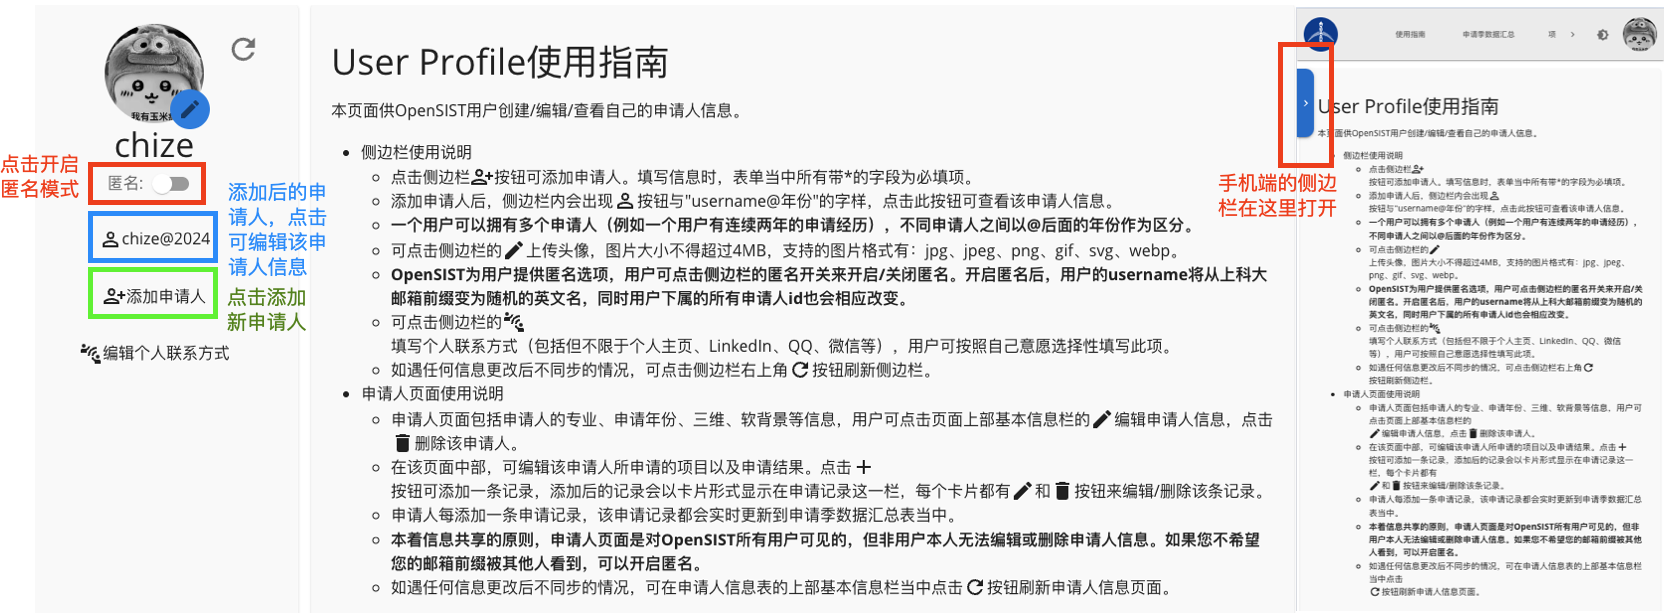 我有玉米
chize
点击开启
匿名模式
匿名:
添加后的申
请人，点击
可编辑该申
请人信息
chize@2024
添加申请人
点击添加
新申请人
编辑个人联系方式
User Profile使用指南
本页面供OpenSIST用户创建/编辑/查看自己的申请人信息。
侧边栏使用说明
点击侧边栏按钮可添加申请人。填写信息时，表单当中所有带*的字段为必填项。
添加申请人后，侧边栏内会出现 按钮与"username@年份"的字样，点击此按钮可查看该申请人信息。
一个用户可以拥有多个申请人（例如一个用户有连续两年的申请经历），不同申请人之间以@后面的年份作为区分。
可点击侧边栏的 上传头像，图片大小不得超过4MB，支持的图片格式有：jpg、jpeg、png、gif、svg、webp。
OpenSIST为用户提供匿名选项，用户可点击侧边栏的匿名开关来开启/关闭匿名。开启匿名后，用户的username将从上科大
邮箱前缀变为随机的英文名，同时用户下属的所有申请人id也会相应改变。
可点击侧边栏的
填写个人联系方式（包括但不限于个人主页、LinkedIn、QQ、微信等），用户可按照自己意愿选择性填写此项。
如遇任何信息更改后不同步的情况，可点击侧边栏右上角 按钮刷新侧边栏。
申请人页面使用说明
申请人页面包括申请人的专业、申请年份、三维、软背景等信息，用户可点击页面上部基本信息栏的 编辑申请人信息，点击
删除该申请人。
在该页面中部，可编辑该申请人所申请的项目以及申请结果。点击
按钮可添加一条记录，添加后的记录会以卡片形式显示在申请记录这一栏，每个卡片都有 和 按钮来编辑/删除该条记录。
申请人每添加一条申请记录，该申请记录都会实时更新到申请季数据汇总表当中。
本着信息共享的原则，申请人页面是对OpenSIST所有用户可见的，但非用户本人无法编辑或删除申请人信息。如果您不希望
您的邮箱前缀被其他人看到，可以开启匿名。
如遇任何信息更改后不同步的情况，可在申请人信息表的上部基本信息栏当中点击 按钮刷新申请人信息页面。
使用指南 申请季数据汇总 项
手机端的侧边
栏在这里打开
User Profile使用指南
本页面供OpenSIST用户创建/编辑/查看自己的申请人信息。
侧边栏使用说明
点击侧边栏
按钮可添加申请人。填写信息时，表单当中所有带*的字段为必填项。
添加申请人后，侧边栏内会出现
按钮与"username@年份"的字样，点击此按钮可查看该申请人信息。
一个用户可以拥有多个申请人（例如一个用户有连续两年的申请经历），
不同申请人之间以@后面的年份作为区分。
可点击侧边栏的
上传头像，图片大小不得超过4MB，支持的图片格式有：jpg、jpeg、
png、gif、svg、webp。
OpenSIST为用户提供匿名选项，用户可点击侧边栏的匿名开关来开启/关
闭匿名。开启匿名后，用户的username将从上科大邮箱前缀变为随机的
英文名，同时用户下属的所有申请人id也会相应改变。
可点击侧边栏的
填写个人联系方式（包括但不限于个人主页、LinkedIn、QQ、微信
等），用户可按照自己意愿选择性填写此项。
如遇任何信息更改后不同步的情况，可点击侧边栏右上角
按钮刷新侧边栏。
申请人页面使用说明
申请人页面包括申请人的专业、申请年份、三维、软背景等信息，用户可
点击页面上部基本信息栏的
编辑申请人信息，点击 删除该申请人。
在该页面中部，可编辑该申请人所申请的项目以及申请结果。点击
按钮可添加一条记录，添加后的记录会以卡片形式显示在申请记录这一
栏，每个卡片都有
和 按钮来编辑/删除该条记录。
申请人每添加一条申请记录，该申请记录都会实时更新到申请季数据汇总
表当中。
本着信息共享的原则，申请人页面是对OpenSIST所有用户可见的，但非
用户本人无法编辑或删除申请人信息。如果您不希望您的邮箱前缀被其他
人看到，可以开启匿名。
如遇任何信息更改后不同步的情况，可在申请人信息表的上部基本信息栏
当中点击
按钮刷新申请人信息页面。